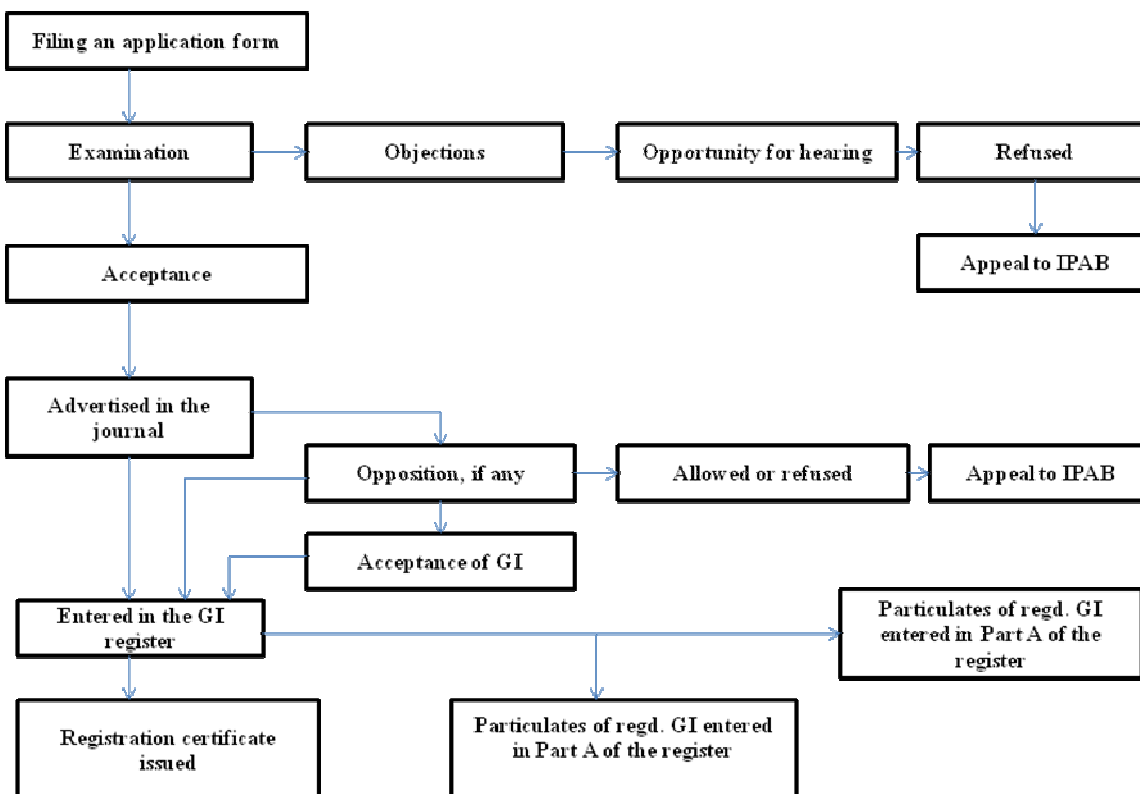 Filing an application form
Examination
Objections
Opportunity for hearing
Refused
Appeal to IPAB
Acceptance
Advertised in the
journal
Opposition, if any
Allowed or refused
Appeal to IPAB
Acceptance of GI
Entered in the GI
register
Particulates of regd. GI
entered in Part A of the
register
Registration certificate
issued
Particulates of regd. GI entered
in Part A of the register